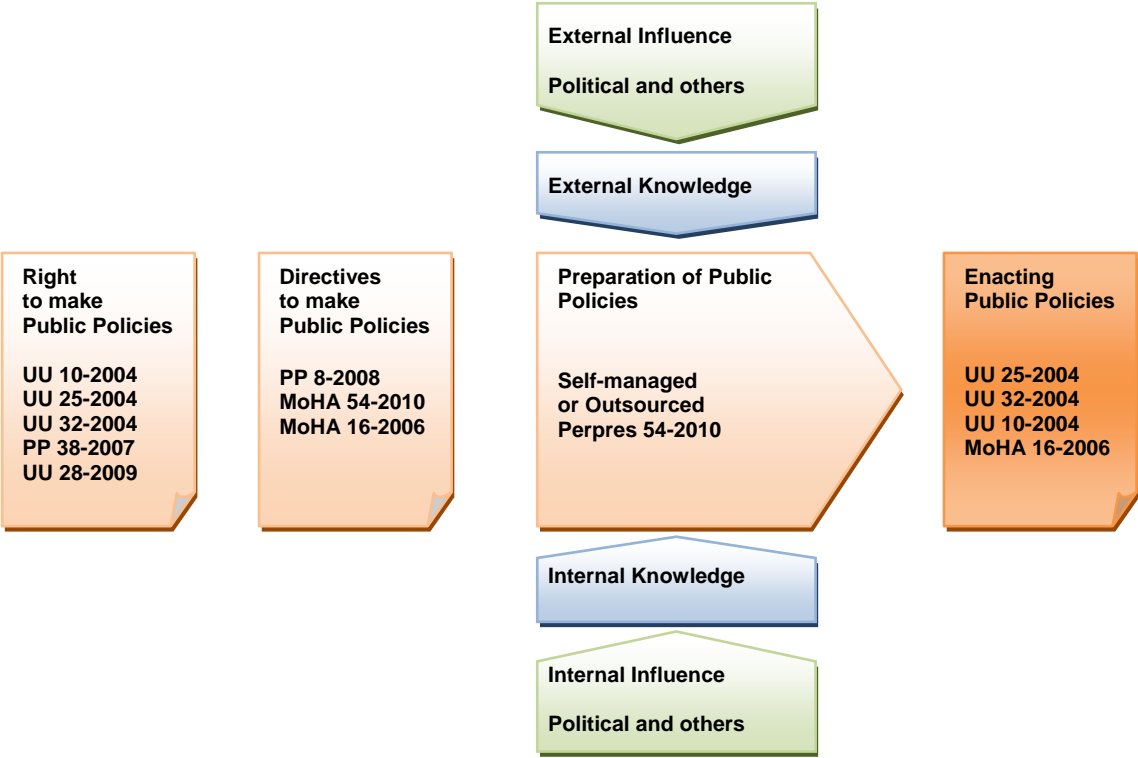 External Influence
Political and others
External Knowledge
Right
to make
Public Policies
UU 10-2004
UU 25-2004
UU 32-2004
PP 38-2007
UU 28-2009
Directives
to make
Public Policies
PP 8-2008
MoHA 54-2010
MoHA 16-2006
Preparation of Public
Policies
Self-managed
or Outsourced
Perpres 54-2010
Enacting
Public Policies
UU 25-2004
UU 32-2004
UU 10-2004
MoHA 16-2006
Internal Knowledge
Internal Influence
Political and others